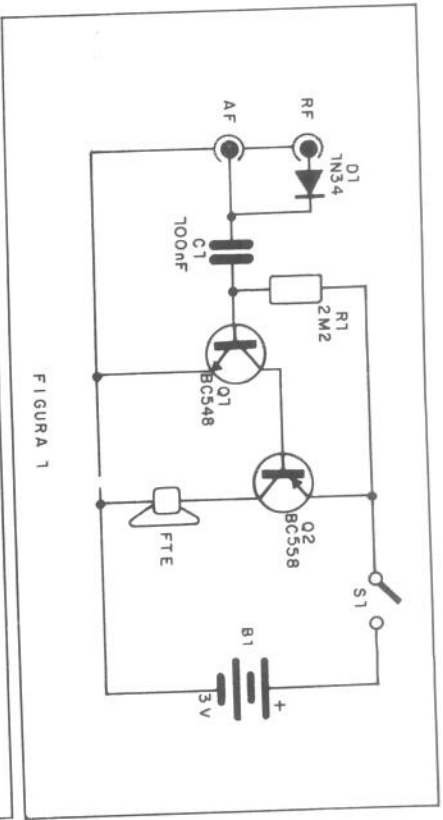 RF
AF
D1
1N34
C1
100nF
R1
2M2
Q1
BC548
Q2
BC558
FTE
S1
B1
+
3V
FIGURA 1